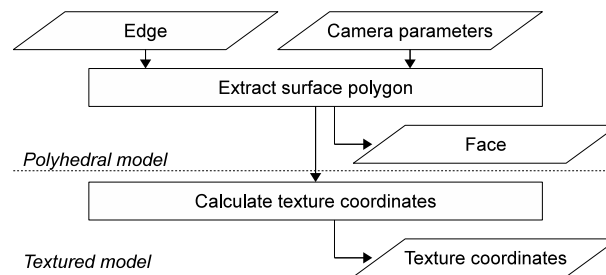 Edge
Camera parameters
Extract surface polygon
Face
Polyhedral model
Calculate texture coordinates
Texture coordinates
Textured model